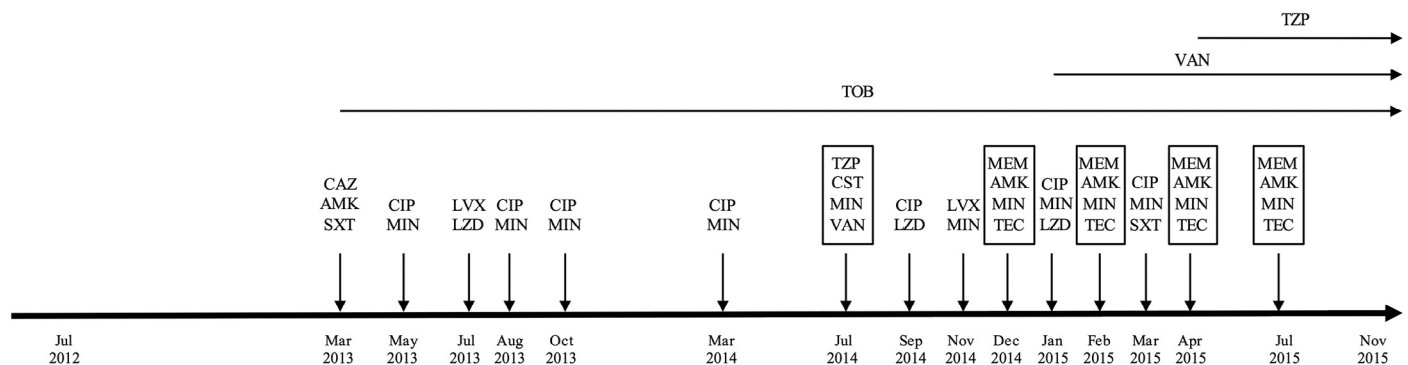 TZP
VAN
TOB
CAZ
AMK
SXT
CIP
MIN
LVX
LZD
CIP
MIN
CIP
MIN
CIP
MIN
TZP
CST
MIN
VAN
CIP
LZD
LVX
MIN
MEM
AMK
MIN
TEC
CIP
MIN
LZD
MEM
AMK
MIN
TEC
CIP
MIN
SXT
MEM
AMK
MIN
TEC
MEM
AMK
MIN
TEC
Jul
2012
Mar
2013
May
2013
Jul
2013
Aug
2013
Oct
2013
Mar
2014
Jul
2014
Sep
2014
Nov
2014
Dec
2014
Jan
2015
Feb
2015
Mar
2015
Apr
2015
Jul
2015
Nov
2015